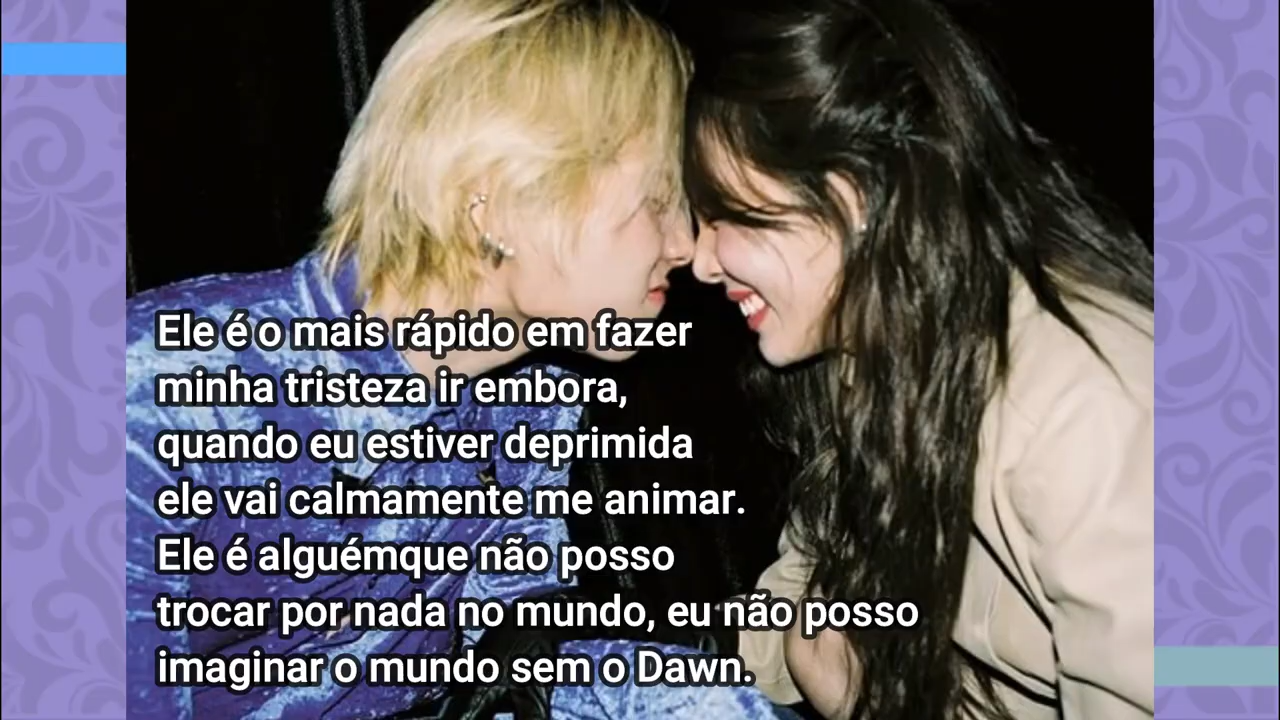 Ele é o mais rápido em fazer
minha tristeza ir embora,
quando eu estiver deprimida
ele vai calmamente me animar.
Ele é alguémque não posso
trocar por nada no mundo, eu não posso
imaginar o mundo sem o Dawn.